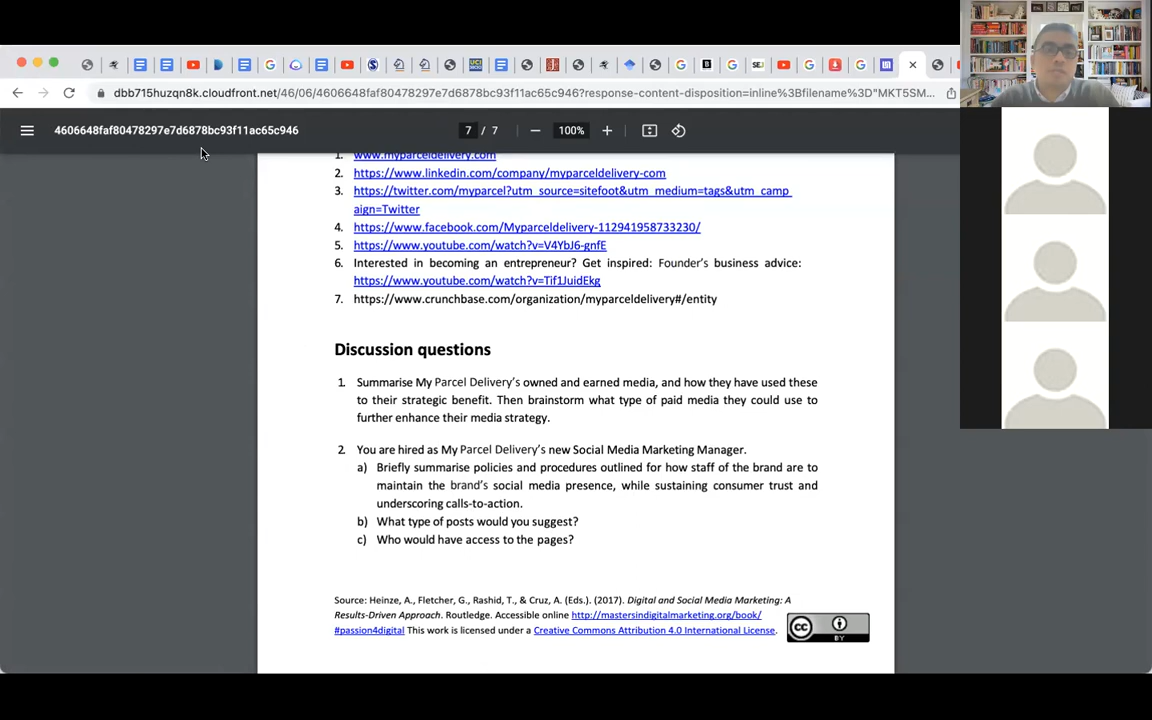 dbb715huzqn8k.cloudfront.net/46/06/4606648faf80478297e7d6878bc93f11ac65c946?response-content-disposition=inline%3Bfilename%3D"MKT5SM...
4606648faf80478297e7d6878bc93f11ac65c946
7 / 7
100%
1. www.myparceldelivery.com
2. https://www.linkedin.com/company/myparceldelivery-com
3. https://twitter.com/myparcel?utm_source=sitefoot&utm_medium=tags&utm_camp
aign=Twitter
4. https://www.facebook.com/Myparceldelivery-112941958733230/
5. https://www.youtube.com/watch?v=V4YbJ6-gnfE
6. Interested in becoming an entrepreneur? Get inspired: Founder's business advice:
https://www.youtube.com/watch?v=Tif1JuidEkg
7. https://www.crunchbase.com/organization/myparceldelivery#/entity
Discussion questions
1. Summarise My Parcel Delivery's owned and earned media, and how they have used these
to their strategic benefit. Then brainstorm what type of paid media they could use to
further enhance their media strategy.
2. You are hired as My Parcel Delivery's new Social Media Marketing Manager.
a) Briefly summarise policies and procedures outlined for how staff of the brand are to
maintain the brand's social media presence, while sustaining consumer trust and
underscoring calls-to-action.
b) What type of posts would you suggest?
c) Who would have access to the pages?
Source: Heinze, A., Fletcher, G., Rashid, T., & Cruz, A. (Eds.). (2017). Digital and Social Media Marketing: A
Results-Driven Approach. Routledge. Accessible online http://mastersindigitalmarketing.org/book/
#passion4digital This work is licensed under a Creative Commons Attribution 4.0 International License.
cc
BY